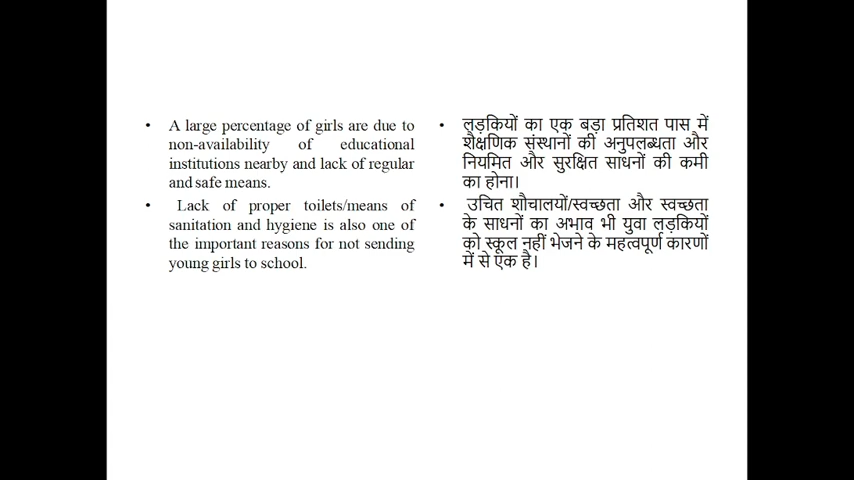 • A large percentage of girls are due to
non-availability of educational
institutions nearby and lack of regular
and safe means.
• Lack of proper toilets/means of
sanitation and hygiene is also one of
the important reasons for not sending
young girls to school.
• लड़कियों का एक बड़ा प्रतिशत पास में
शैक्षणिक संस्थानों की अनुपलब्धता और
नियमित और सुरक्षित साधनों की कमी
का होना।
• उचित शौचालयों/स्वच्छता और स्वच्छता
के साधनों का अभाव भी युवा लड़कियों
को स्कूल नहीं भेजने के महत्वपूर्ण कारणों
में से एक है।